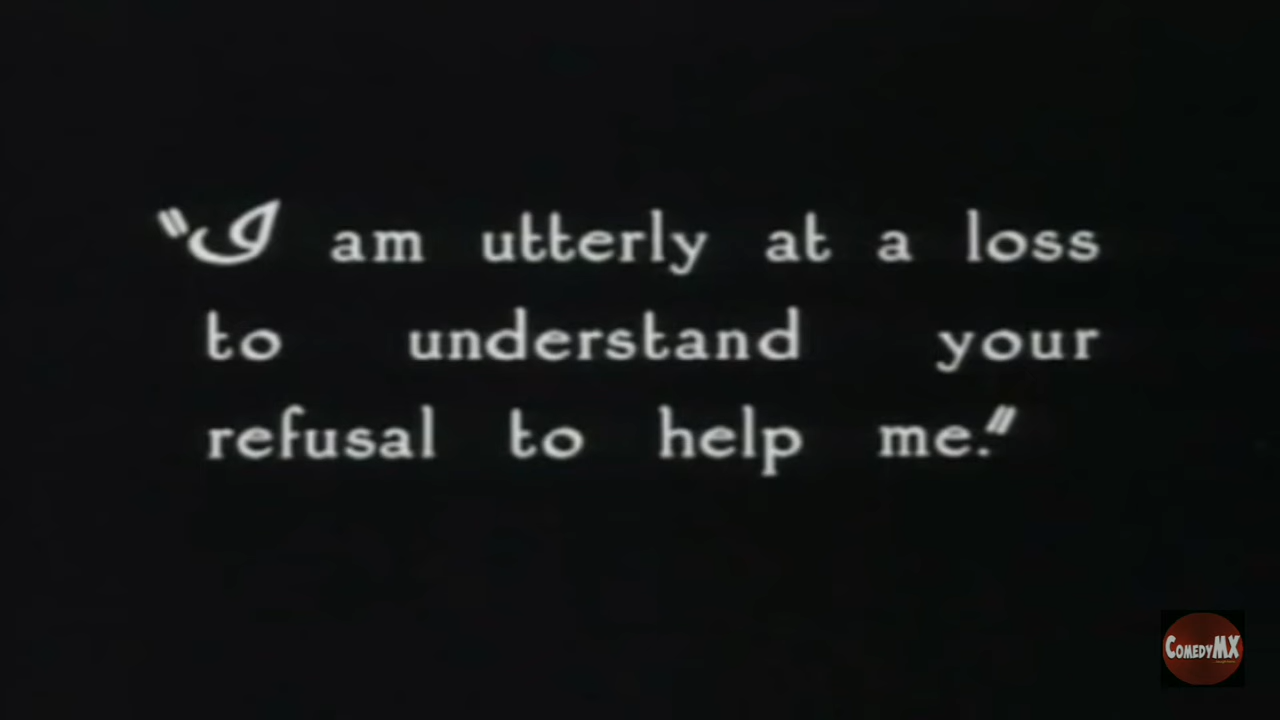 "I am utterly at a loss
to understand your
refusal to help me."
COMEDYMX